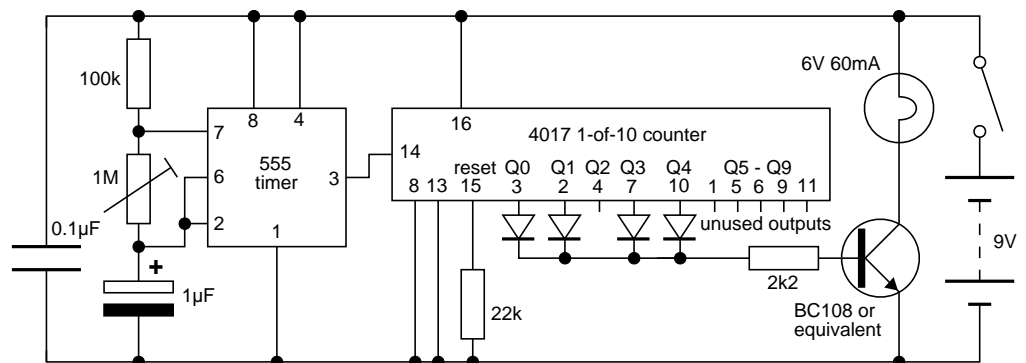 6V 60mA
100k
8
4
7
16
4017 1-of-10 counter
14
555
timer
3
1M
6
reset
Q0
Q1
Q2
Q3
Q4
Q5 - Q9
8
13
15
3
2
4
7
10
1
5
6
9
11
2
unused outputs
0.1µF
1
9V
+
2k2
1µF
22k
BC108 or
equivalent